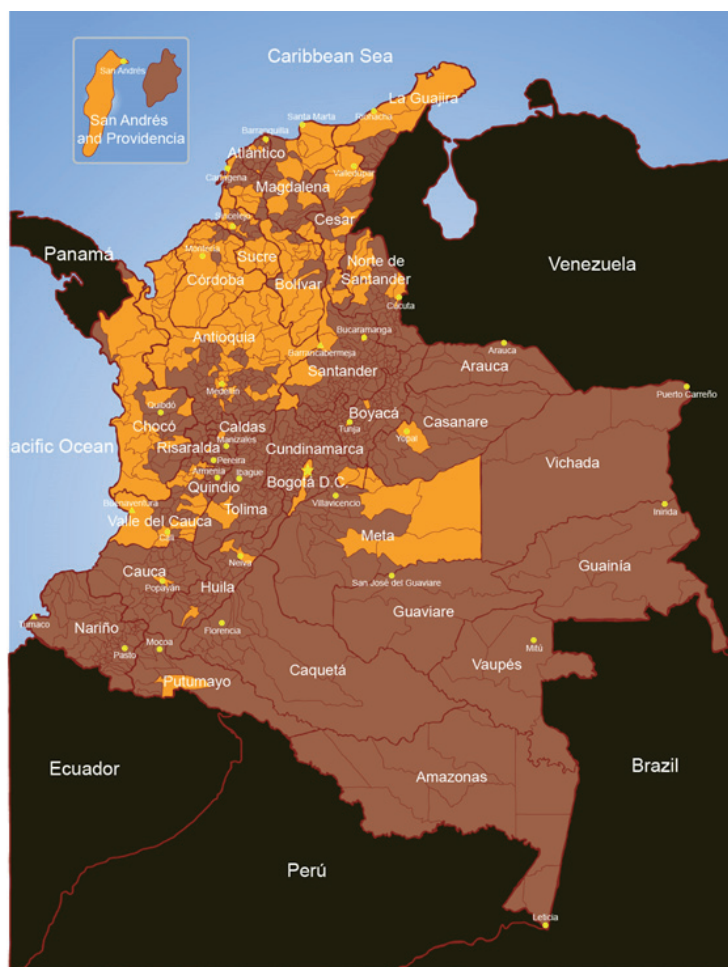 Caribbean Sea
San Andrés
San Andrés
and Providencia
La Guajira
Santa Marta
Riohacha
Barranquilla
Atlántico
Cartagena
Magdalena
Valledupar
Cesar
Sincelejo
Panamá
Montería
Sucre
Norte de
Santander
Venezuela
Córdoba
Bolívar
Cúcuta
Antioquia
Bucaramanga
Barrancabermeja
Arauca
Santander
Arauca
Medellín
Puerto Carreño
Quibdó
Boyacá
Chocó
Caldas
Casanare
Tunja
Yopal
Manizales
Pacific Ocean
Risaralda
Cundinamarca
Pereira
Vichada
Armenia
Ibagué
Quindio
Bogotá D.C.
Villavicencio
Buenaventura
Tolima
Inírida
Valle del Cauca
Cali
Meta
Neiva
Guainía
Cauca
San José del Guaviare
Popayán
Huila
Guaviare
Tumaco
Nariño
Florencia
Mocoa
Mitú
Pasto
Vaupés
Caquetá
Putumayo
Ecuador
Amazonas
Brazil
Perú
Leticia